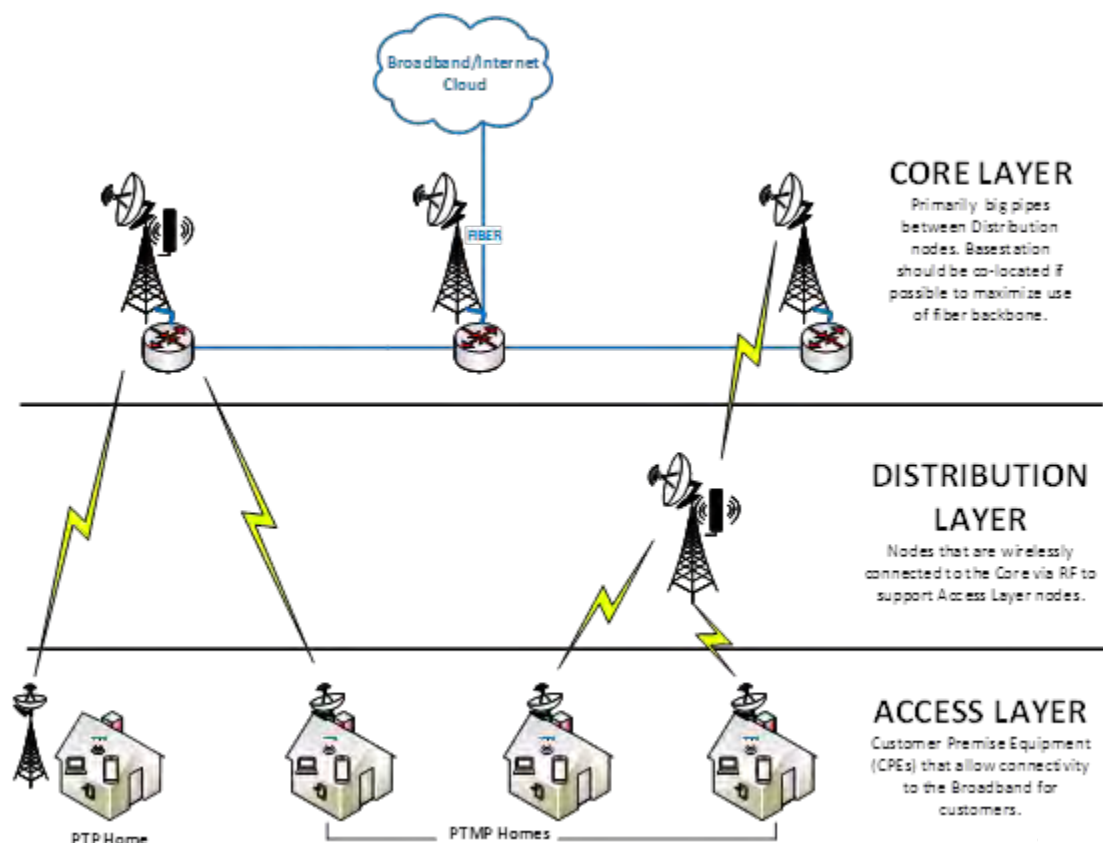 Broadband/Internet
Cloud
FIBER
CORE LAYER
Primarily big pipes
between Distribution
nodes. Basestation
should be co-located if
possible to maximize use
of fiber backbone.
DISTRIBUTION
LAYER
Nodes that are wirelessly
connected to the Core via RF to
support Access Layer nodes.
ACCESS LAYER
Customer Premise Equipment
(CPEs) that allow connectivity
to the Broadband for
customers.
PTP Home
PTMP Homes